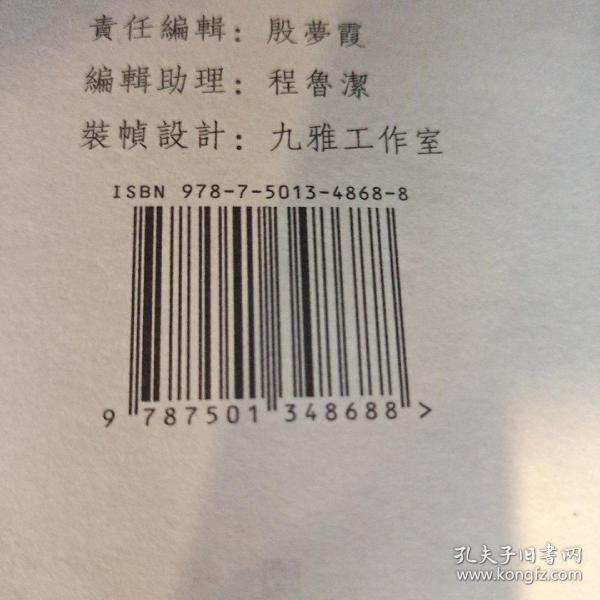 責任編輯：殷夢霞
編輯助理：程魯潔
裝幀設計：九雅工作室
ISBN 978-7-5013-4868-8
9 787501 348688 >
孔夫子旧书网
www.kongfz.com